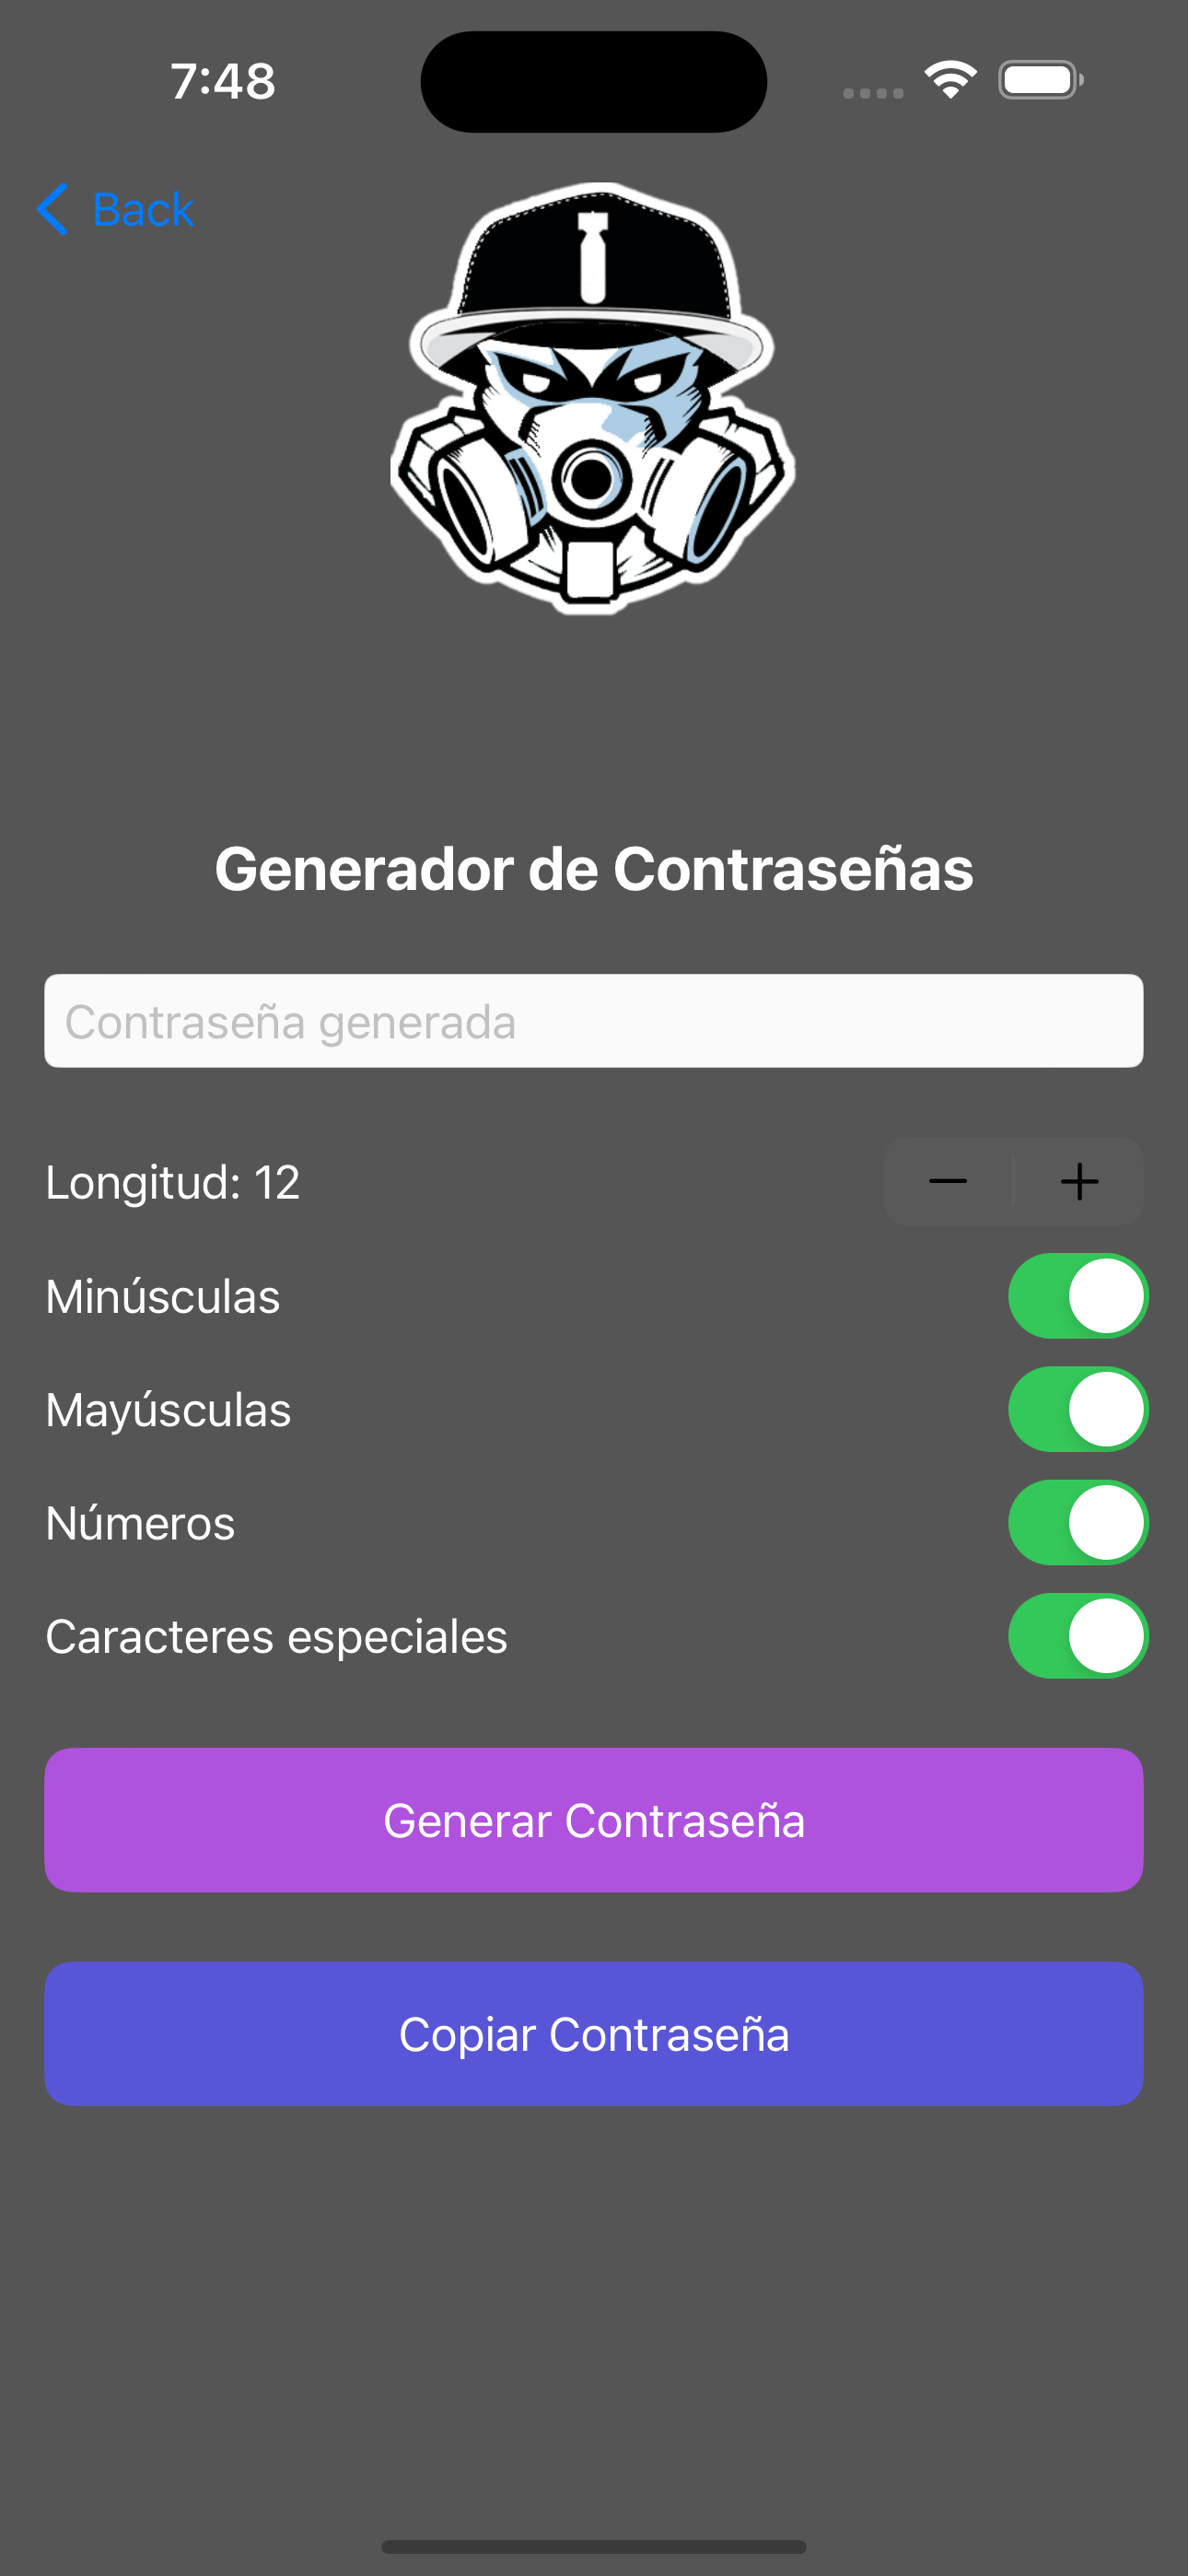 7:48
Back
Generador de Contraseñas
Contraseña generada
Longitud: 12
Minúsculas
Mayúsculas
Números
Caracteres especiales
Generar Contraseña
Copiar Contraseña